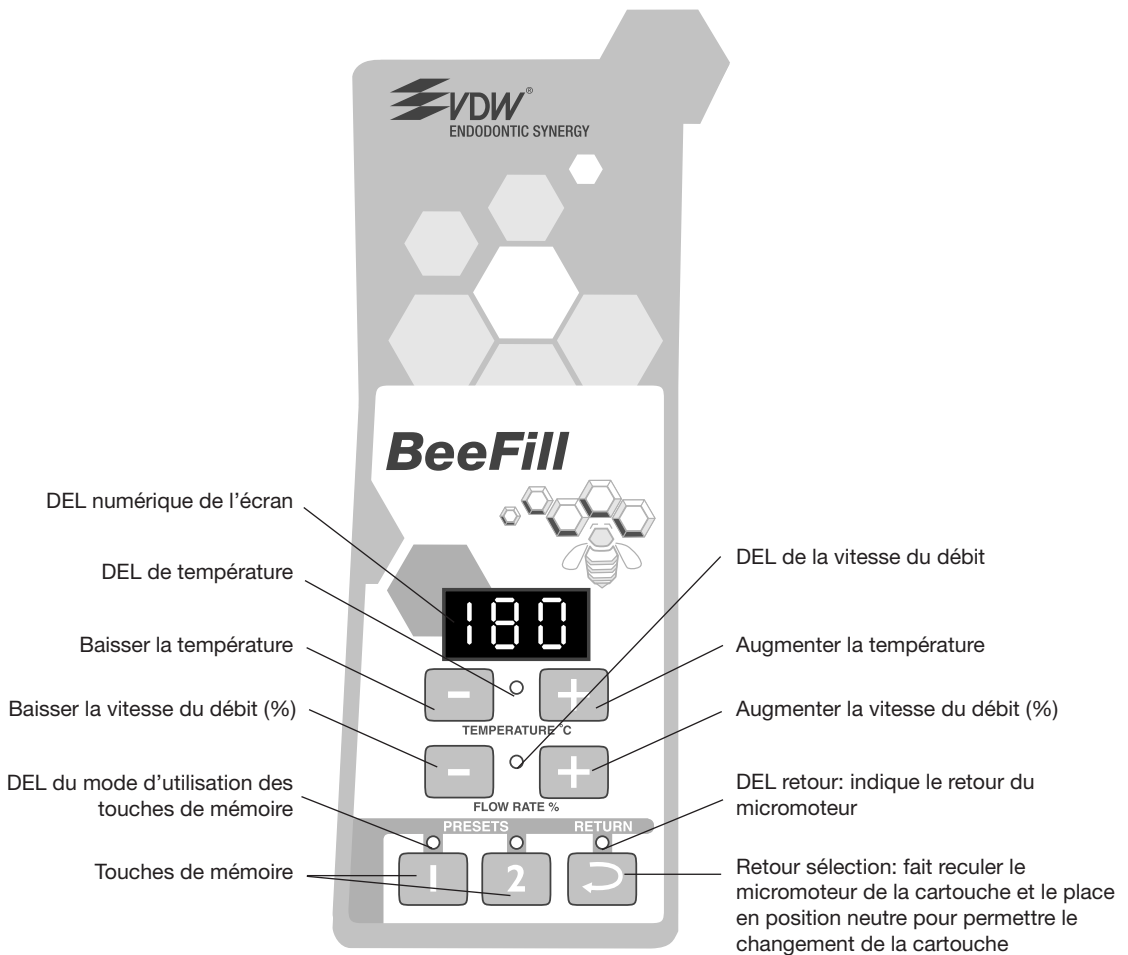 VDW®
ENDODONTIC SYNERGY
BeeFill
DEL numérique de l'écran
DEL de température
Baisser la température
Baisser la vitesse du débit (%)
DEL du mode d'utilisation des
touches de mémoire
Touches de mémoire
180
- +
TEMPERATURE °C
- +
FLOW RATE %
PRESETS RETURN
1 2
DEL de la vitesse du débit
Augmenter la température
Augmenter la vitesse du débit (%)
DEL retour: indique le retour du
micromoteur
Retour sélection: fait reculer le
micromoteur de la cartouche et le place
en position neutre pour permettre le
changement de la cartouche